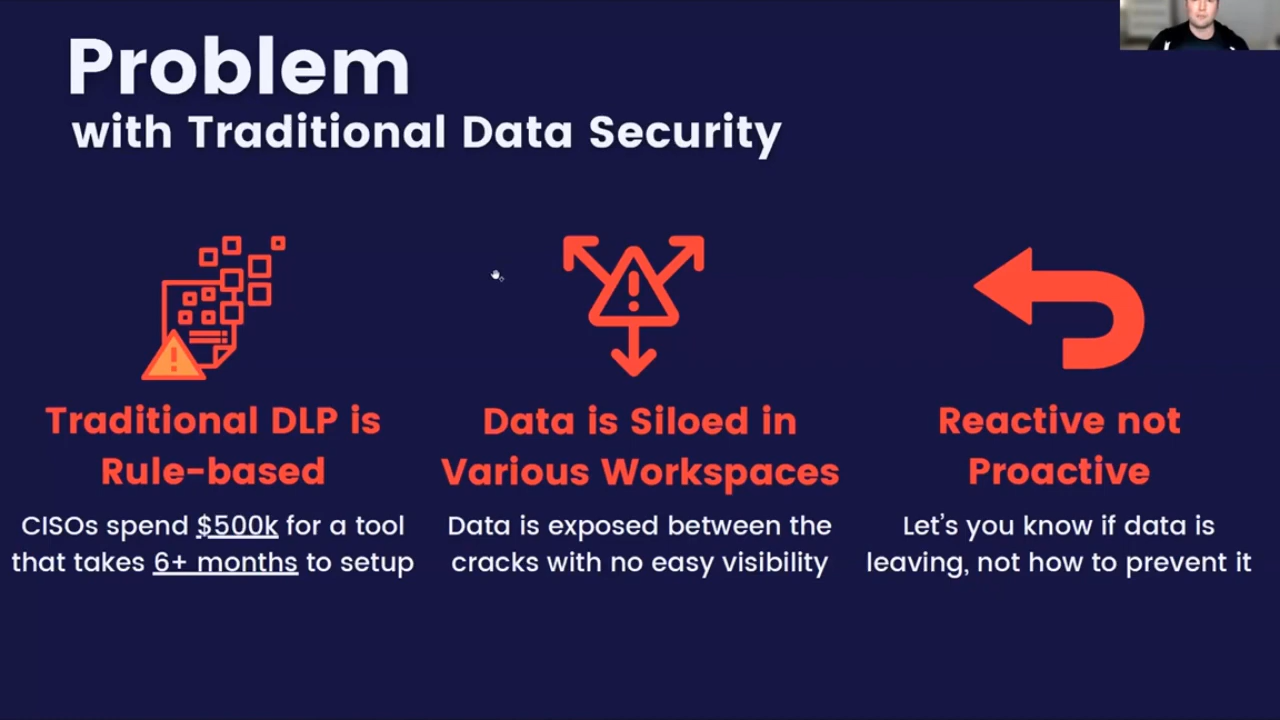 Problem
with Traditional Data Security
Traditional DLP is
Rule-based
CISOs spend $500k for a tool
that takes 6+ months to setup
Data is Siloed in
Various Workspaces
Data is exposed between the
cracks with no easy visibility
Reactive not
Proactive
Let's you know if data is
leaving, not how to prevent it